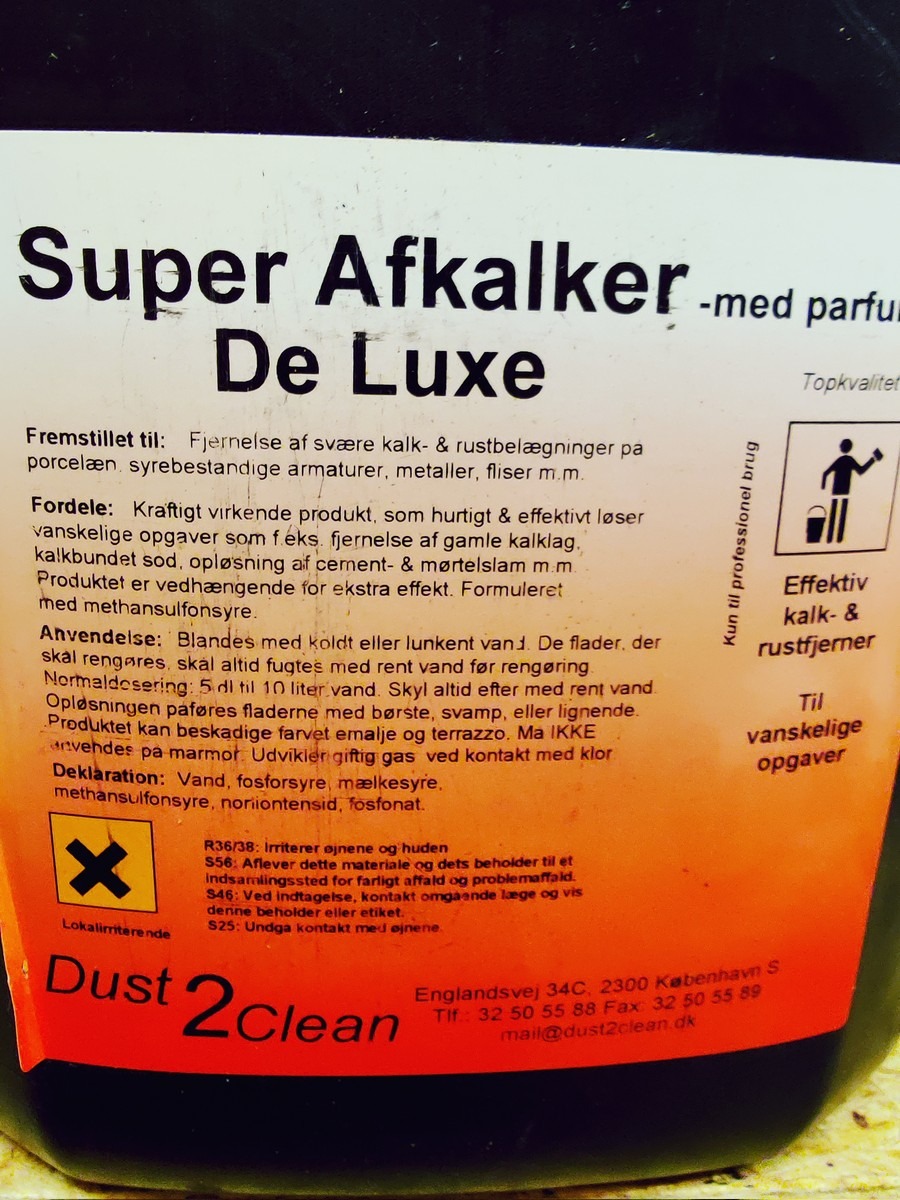 Super Afkalker -med parfu
De Luxe
Topkvalitet
Fremstillet til: Fjernelse af svære kalk- & rustbelægninger på
porcelæn, syrebestandige armaturer, metaller, fliser m.m.
Fordele: Kraftigt virkende produkt, som hurtigt & effektivt løser
vanskelige opgaver som f.eks. fjernelse af gamle kalklag,
kalkbundet sod, opløsning af cement- & mørtelslam m.m.
Produktet er vedhængende for ekstra effekt. Formuleret
med methansulfonsyre.
Anvendelse: Blandes med koldt eller lunkent vand. De flader, der
skal rengøres, skal altid fugtes med rent vand før rengøring.
Normaldosering: 5 dl til 10 liter vand. Skyl altid efter med rent vand.
Opløsningen påføres fladerne med børste, svamp, eller lignende.
Produktet kan beskadige farvet emalje og terrazzo. Må IKKE
anvendes på marmor. Udvikler giftig gas ved kontakt med klor
Deklaration: Vand, fosforsyre, mælkesyre,
methansulfonsyre, noniontensid, fosfonat.
Kun til professionel brug
Effektiv
kalk- &
rustfjerner
Til
vanskelige
opgaver
R36/38: Irriterer øjnene og huden
S56: Aflever dette materiale og dets beholder til et
indsamlingssted for farligt affald og problemaffald.
S46: Ved indtagelse, kontakt omgående læge og vis
denne beholder eller etiket.
S25: Undgå kontakt med øjnene.
Lokalirriterende
Dust 2 Clean
Englandsvej 34C, 2300 København S
Tlf.: 32 50 55 88 Fax: 32 50 55 89
mail@dust2clean.dk